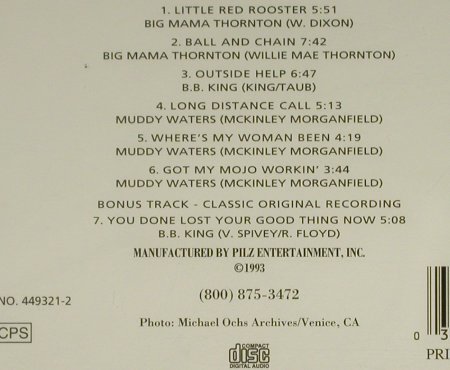 1. LITTLE RED ROOSTER 5:51
BIG MAMA THORNTON (W. DIXON)
2. BALL AND CHAIN 7:42
BIG MAMA THORNTON (WILLIE MAE THORNTON)
3. OUTSIDE HELP 6:47
B.B. KING (KING/TAUB)
4. LONG DISTANCE CALL 5:13
MUDDY WATERS (MCKINLEY MORGANFIELD)
5. WHERE'S MY WOMAN BEEN 4:19
MUDDY WATERS (MCKINLEY MORGANFIELD)
6. GOT MY MOJO WORKIN' 3:44
MUDDY WATERS (MCKINLEY MORGANFIELD)
BONUS TRACK - CLASSIC ORIGINAL RECORDING
7. YOU DONE LOST YOUR GOOD THING NOW 5:08
B.B. KING (V. SPIVEY/R. FLOYD)
MANUFACTURED BY PILZ ENTERTAINMENT, INC.
©1993
NO. 449321-2
(800) 875-3472
CPS
Photo: Michael Ochs Archives/Venice, CA
0 3
PRI
COMPACT
disc
DIGITAL AUDIO